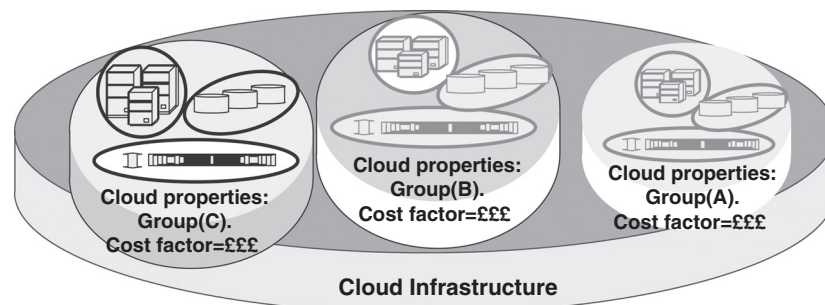 Cloud properties:
Group(C).
Cost factor=£££
Cloud properties:
Group(B).
Cost factor=£££
Cloud properties:
Group(A).
Cost factor=£££
Cloud Infrastructure